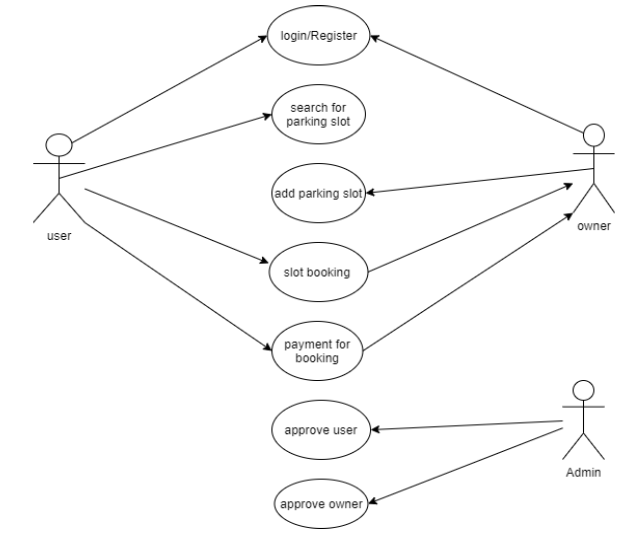 login/Register
search for
parking slot
add parking slot
user
owner
slot booking
payment for
booking
approve user
Admin
approve owner